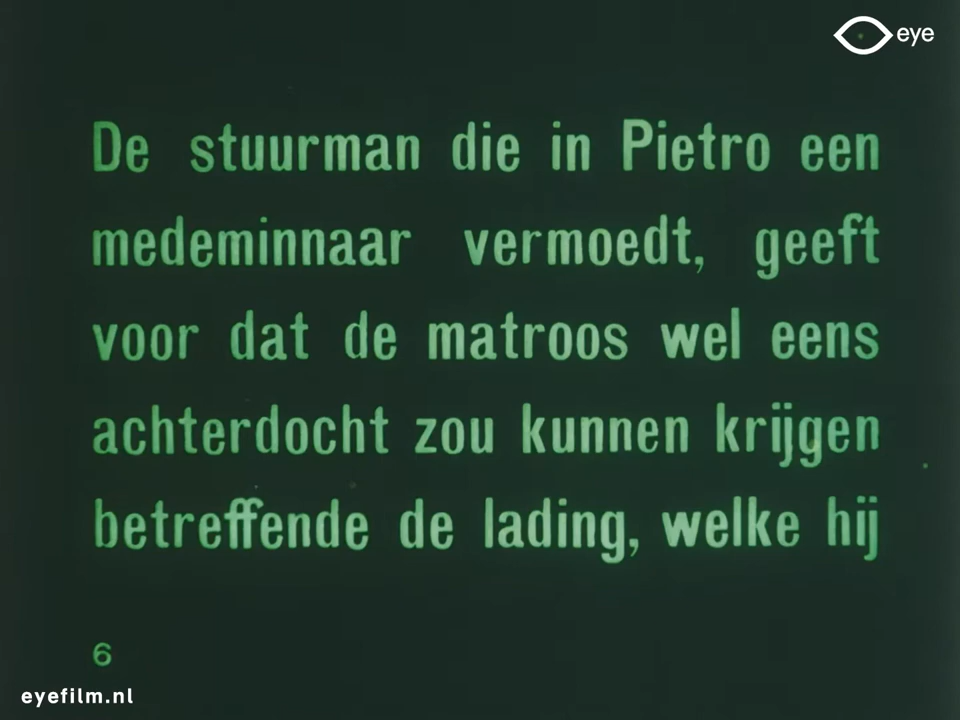 eye
De stuurman die in Pietro een
medeminnaar vermoedt, geeft
voor dat de matroos wel eens
achterdocht zou kunnen krijgen
betreffende de lading, welke hij
6
eyefilm.nl